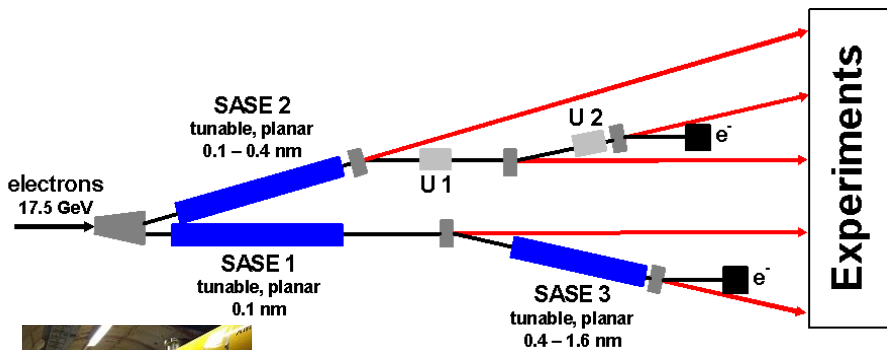 SASE 2
tunable, planar
0.1 – 0.4 nm
U 1
U 2
e-
electrons
17.5 GeV
SASE 1
tunable, planar
0.1 nm
SASE 3
tunable, planar
0.4 – 1.6 nm
e-
Experiments